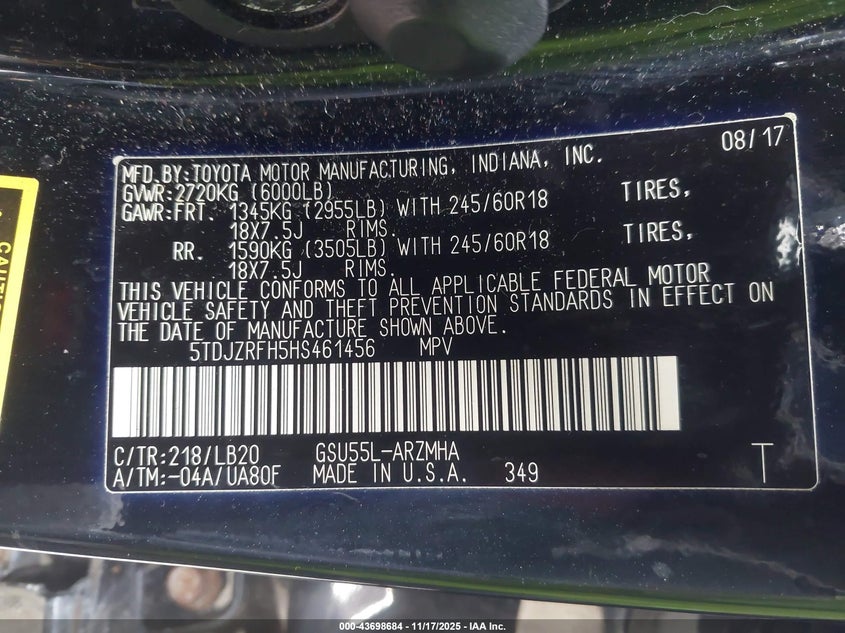 08/17
MFD.BY:TOYOTA MOTOR MANUFACTURING, INDIANA, INC.
GVWR:2720KG (6000LB)
GAWR:FRT. 1345KG (2955LB) WITH 245/60R18 TIRES,
18X7.5J RIMS.
RR. 1590KG (3505LB) WITH 245/60R18 TIRES,
18X7.5J RIMS.
THIS VEHICLE CONFORMS TO ALL APPLICABLE FEDERAL MOTOR
VEHICLE SAFETY AND THEFT PREVENTION STANDARDS IN EFFECT ON
THE DATE OF MANUFACTURE SHOWN ABOVE.
5TDJZRFH5HS461456 MPV
C/TR:218/LB20 GSU55L-ARZMHA
A/TM:-04A/UA80F MADE IN U.S.A. 349 T
000-43698684 - 11/17/2025 - IAA Inc.